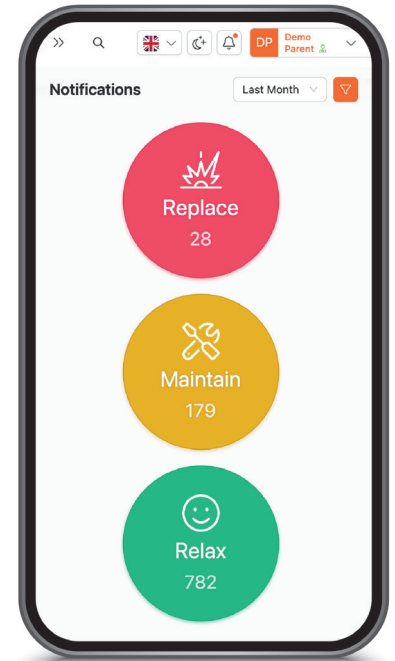 DP Demo
Parent
Notifications
Last Month
Replace
28
Maintain
179
Relax
782